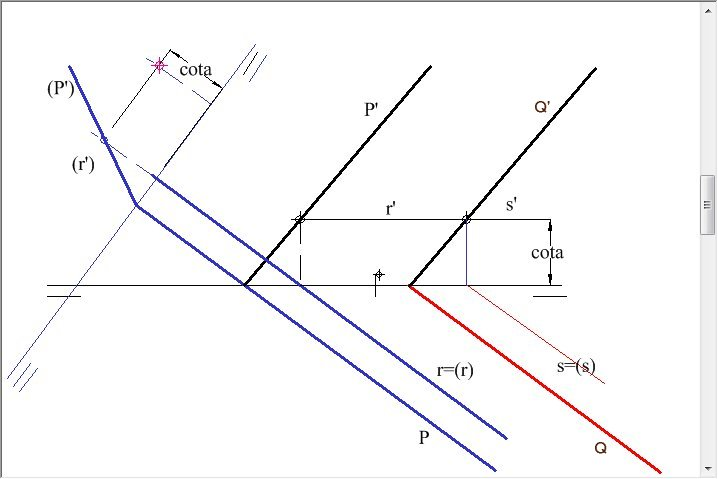 cota
(P')
P'
Q'
(r')
r'
s'
cota
r=(r)
s=(s)
P
Q